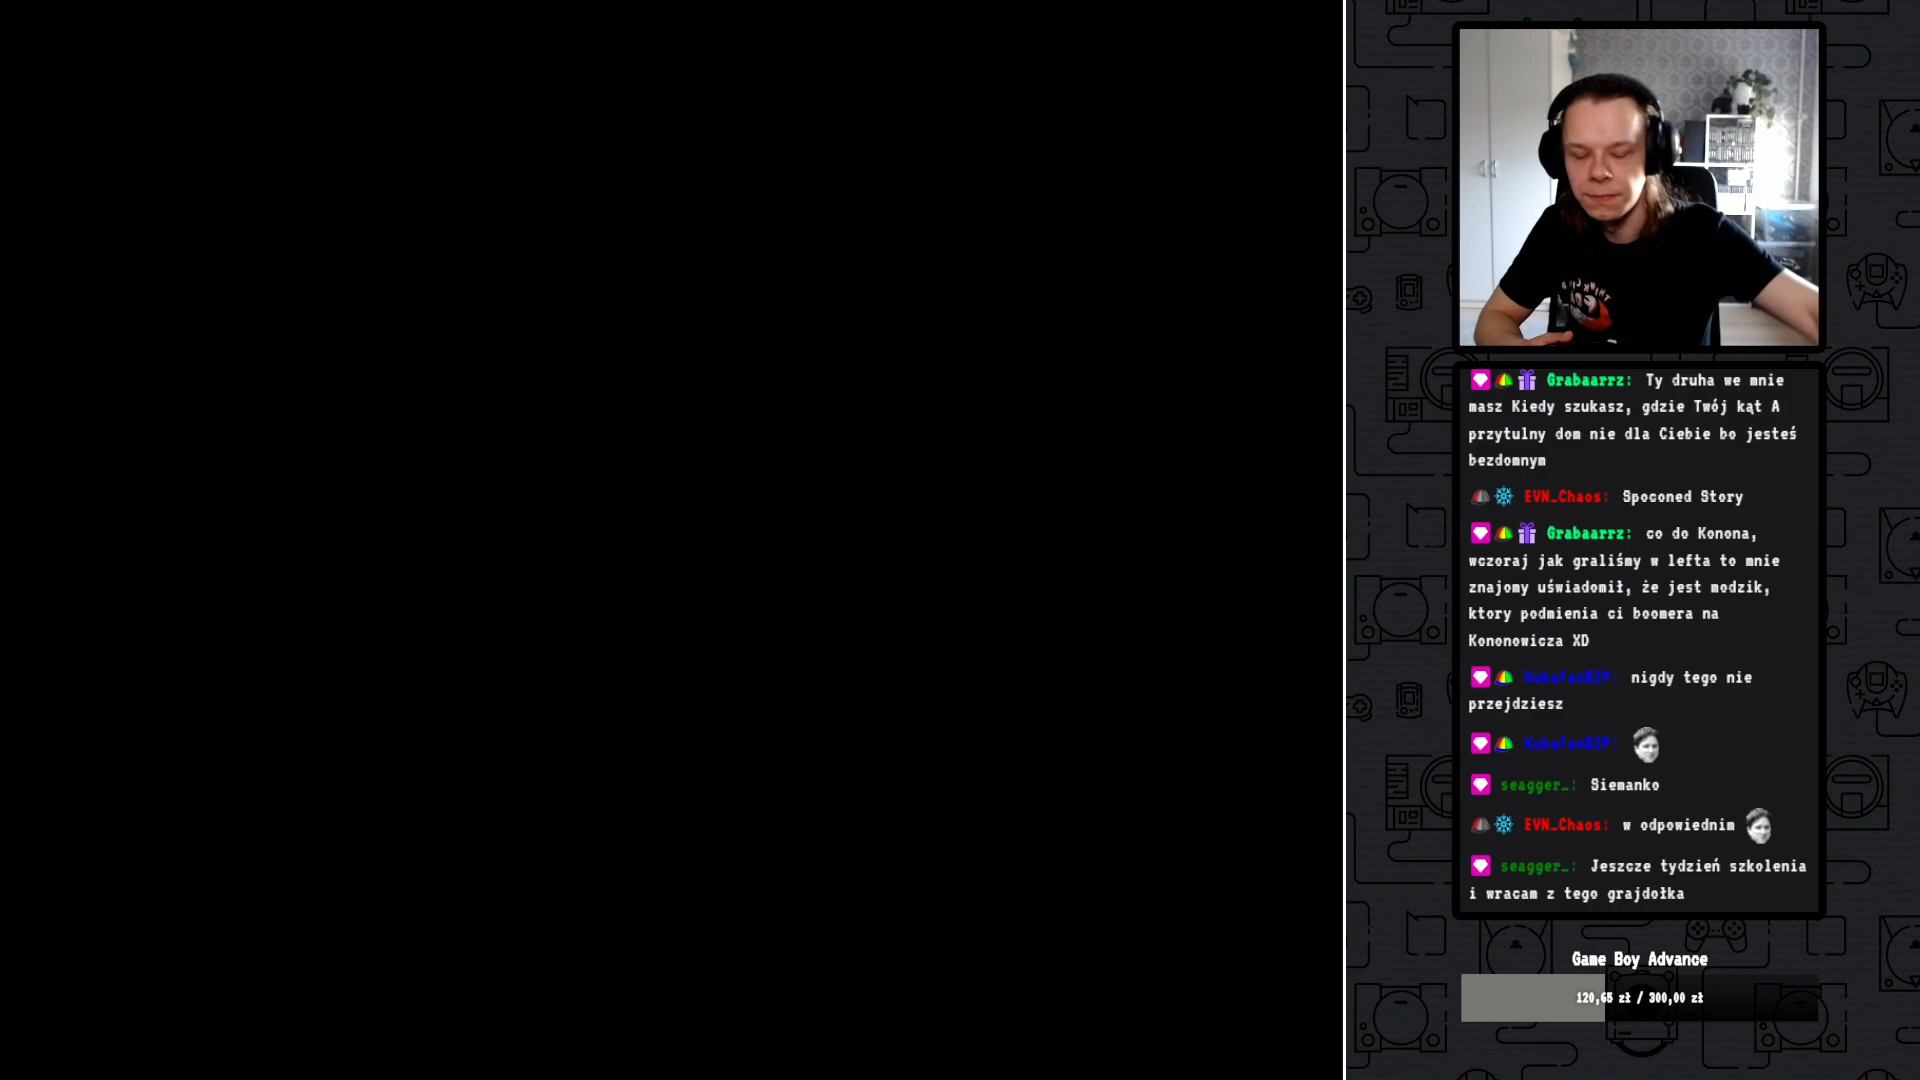 Grabaarrz: Ty druha we mnie
masz Kiedy szukasz, gdzie Twój kąt A
przytulny dom nie dla Ciebie bo jesteś
bezdomnym
EVN_Chaos: Spoconed Story
Grabaarrz: co do Konona,
wczoraj jak graliśmy w lefta to mnie
znajomy uświadomił, że jest modzik,
ktory podmienia ci boomera na
Kononowicza XD
KubaFanB2P: nigdy tego nie
przejdziesz
KubaFanB2P:
seagger_: Siemanko
EVN_Chaos: w odpowiednim
seagger_: Jeszcze tydzień szkolenia
i wracam z tego grajdołka
Game Boy Advance
120,65 zł / 300,00 zł